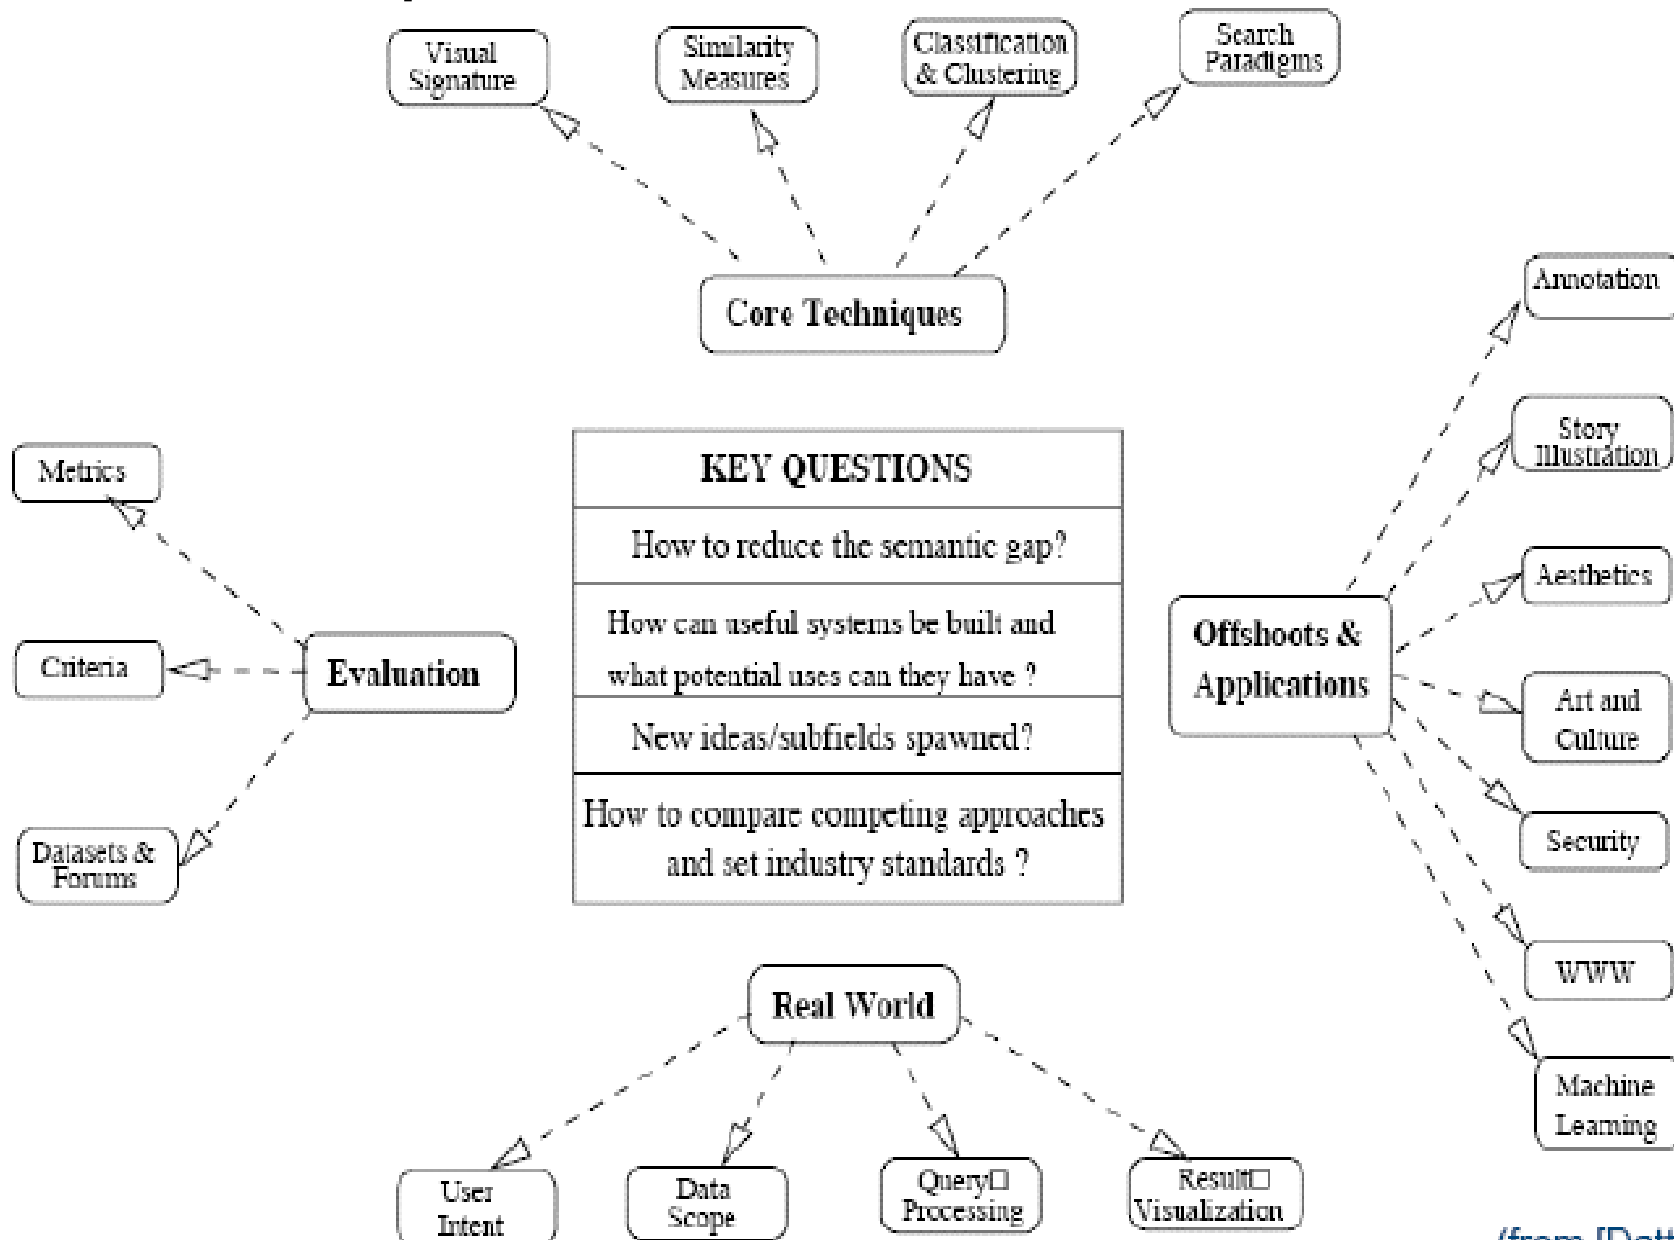 Visual
Signature
Similarity
Measures
Classification
& Clustering
Search
Paradigms
Core Techniques
Annotation
Story
Illustration
Aesthetics
Art and
Culture
Security
WWW
Machine
Learning
Offshoots &
Applications
Metrics
Criteria
Datasets &
Forums
Evaluation
KEY QUESTIONS
How to reduce the semantic gap?
How can useful systems be built and
what potential uses can they have ?
New ideas/subfields spawned?
How to compare competing approaches
and set industry standards ?
Real World
User
Intent
Data
Scope
Query□
Processing
Result□
Visualization